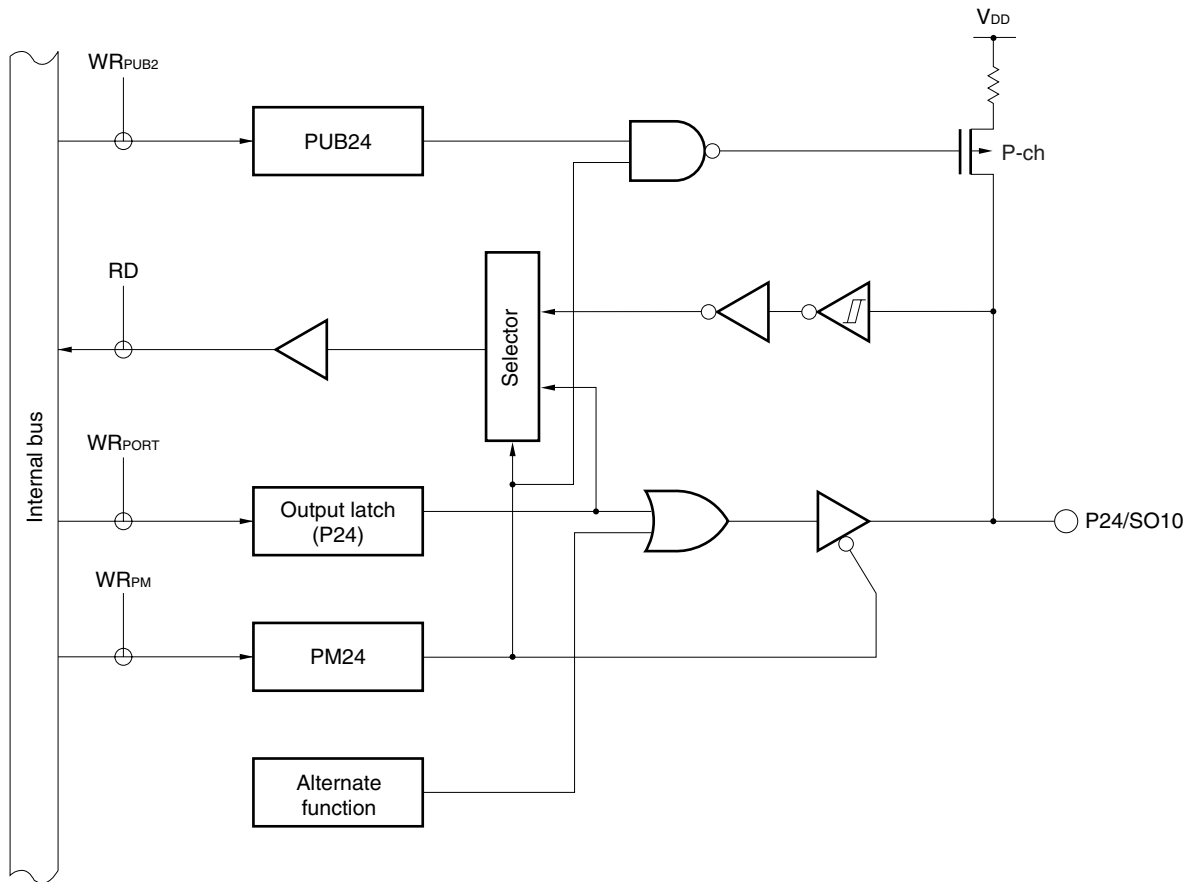 VDD
WRPUB2
PUB24
P-ch
RD
Selector
Internal bus
WRPORT
Output latch
(P24)
P24/SO10
WRPM
PM24
Alternate
function